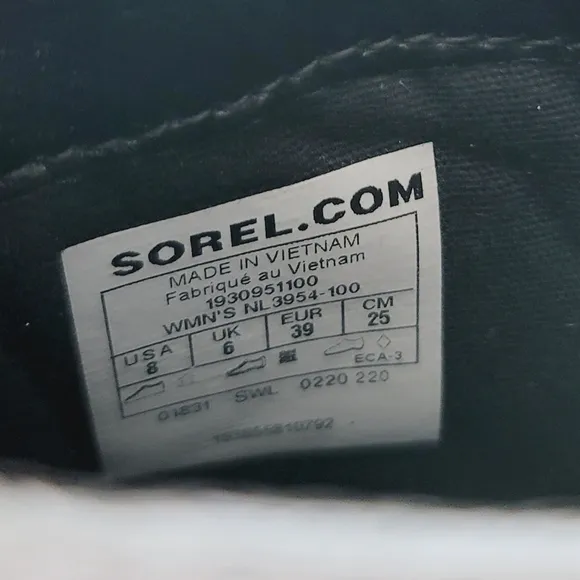 SOREL.COM
MADE IN VIETNAM
Fabriqué au Vietnam
1930951100
WMN'S NL3954-100
USA UK EUR CM
8 6 39 25
ECA-3
01831 SWL 0220 220